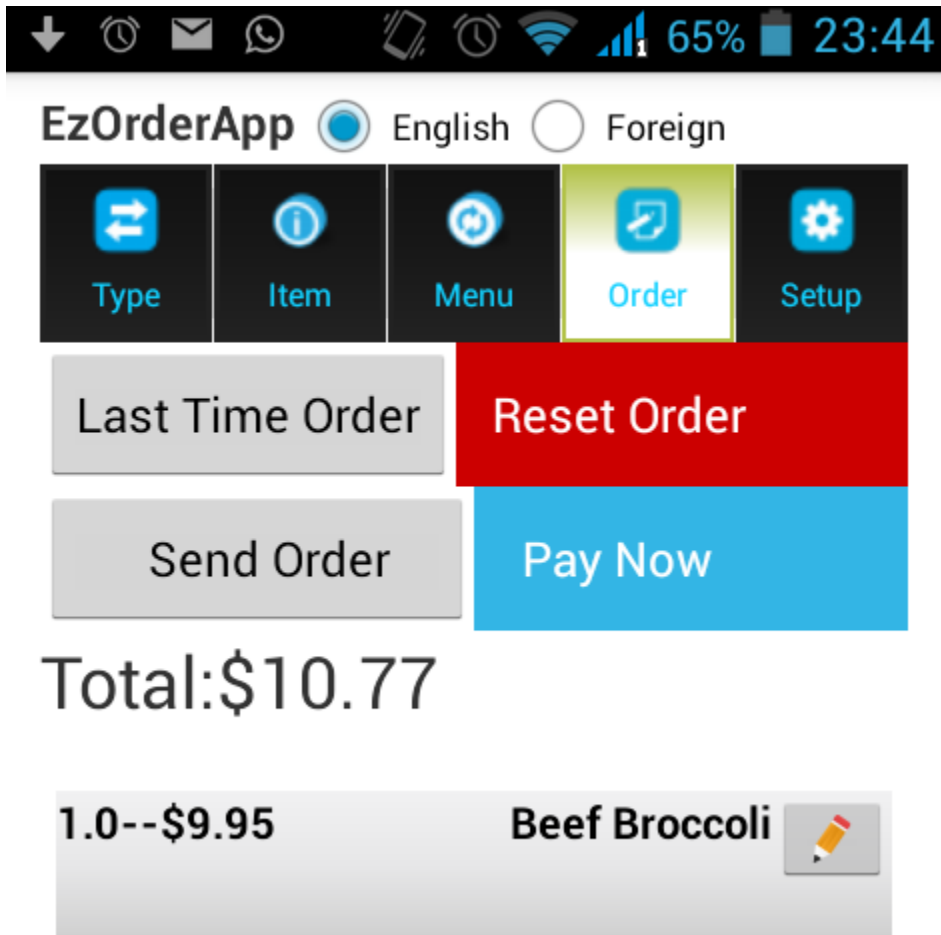 65% 23:44
EzOrderApp English Foreign
Type Item Menu Order Setup
Last Time Order Reset Order
Send Order Pay Now
Total:$10.77
1.0--$9.95 Beef Broccoli